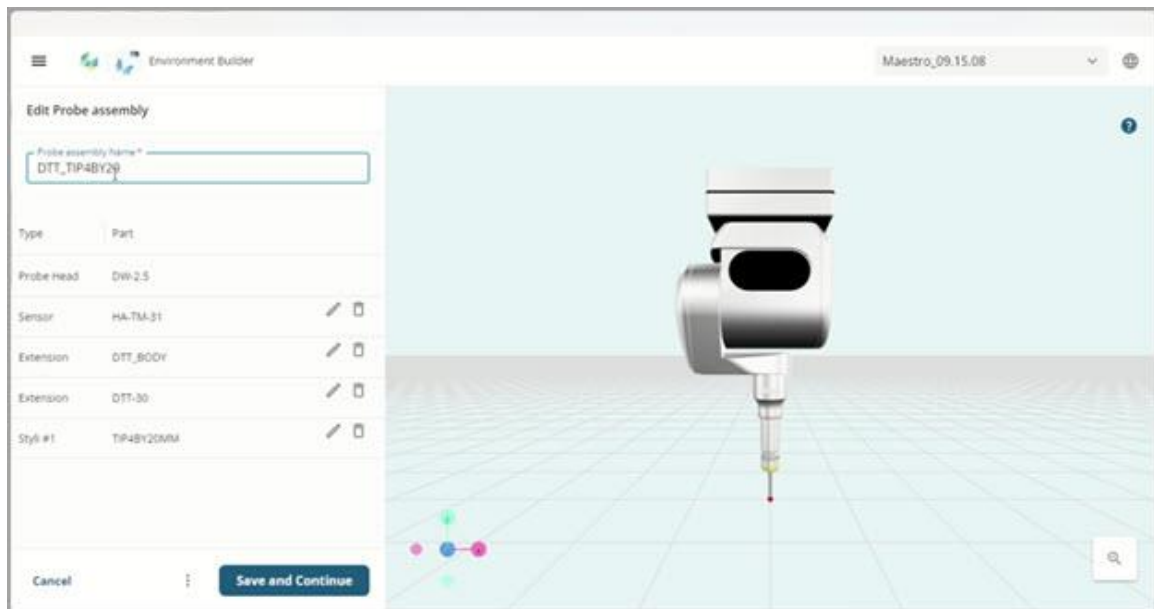 Environment Builder
Maestro_09.15.08
Edit Probe assembly
Probe assembly Name *
DTT_TIP4BY20
Type Part
Probe Head DW-2.5
Sensor HA-TM-31
Extension DTT_BODY
Extension DTT-30
Styli #1 TIP4BY20MM
Cancel
Save and Continue
?